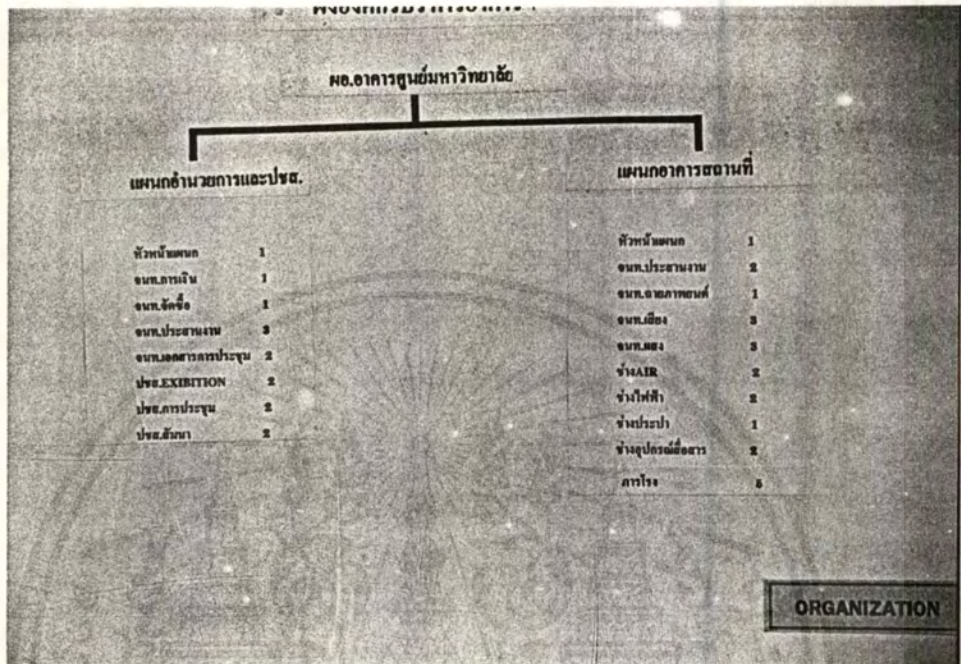 ผอ.อาคารศูนย์มหาวิทยาลัย
แผนกอำนวยการและปชส.
หัวหน้าแผนก 1
จนท.การเงิน 1
จนท.จัดซื้อ 1
จนท.ประสานงาน 3
จนท.เอกสารการประชุม 2
ปชส.EXIBITION 2
ปชส.การประชุม 2
ปชส.สัมนา 2
แผนกอาคารสถานที่
หัวหน้าแผนก 1
จนท.ประสานงาน 2
จนท.ฉายภาพยนต์ 1
จนท.เสียง 3
จนท.แสง 3
ช่างAIR 2
ช่างไฟฟ้า 2
ช่างประปา 1
ช่างอุปกรณ์สื่อสาร 2
ภารโรง 5
ORGANIZATION